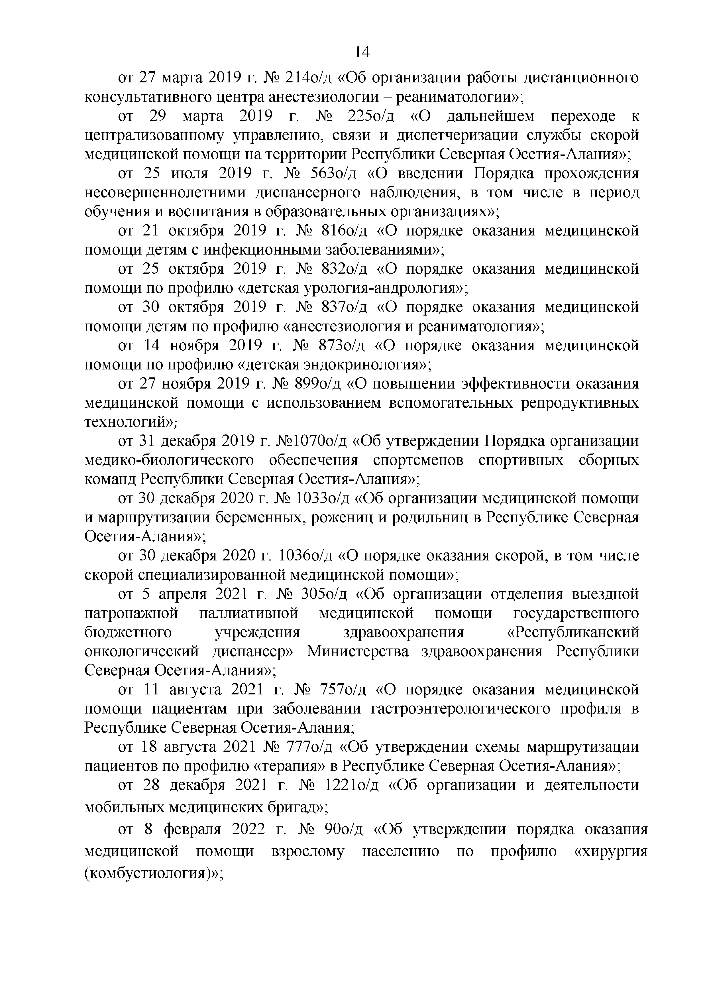 14
от 27 марта 2019 г. № 214о/д «Об организации работы дистанционного
консультативного центра анестезиологии – реаниматологии»;
от 29 марта 2019 г. № 225о/д «О дальнейшем переходе к
централизованному управлению, связи и диспетчеризации службы скорой
медицинской помощи на территории Республики Северная Осетия-Алания»;
от 25 июля 2019 г. № 563о/д «О введении Порядка прохождения
несовершеннолетними диспансерного наблюдения, в том числе в период
обучения и воспитания в образовательных организациях»;
от 21 октября 2019 г. № 816о/д «О порядке оказания медицинской
помощи детям с инфекционными заболеваниями»;
от 25 октября 2019 г. № 832о/д «О порядке оказания медицинской
помощи по профилю «детская урология-андрология»;
от 30 октября 2019 г. № 837о/д «О порядке оказания медицинской
помощи детям по профилю «анестезиология и реаниматология»;
от 14 ноября 2019 г. № 873о/д «О порядке оказания медицинской
помощи по профилю «детская эндокринология»;
от 27 ноября 2019 г. № 899о/д «О повышении эффективности оказания
медицинской помощи с использованием вспомогательных репродуктивных
технологий»;
от 31 декабря 2019 г. №1070о/д «Об утверждении Порядка организации
медико-биологического обеспечения спортсменов спортивных сборных
команд Республики Северная Осетия-Алания»;
от 30 декабря 2020 г. № 1033о/д «Об организации медицинской помощи
и маршрутизации беременных, рожениц и родильниц в Республике Северная
Осетия-Алания»;
от 30 декабря 2020 г. 1036о/д «О порядке оказания скорой, в том числе
скорой специализированной медицинской помощи»;
от 5 апреля 2021 г. № 305о/д «Об организации отделения выездной
патронажной паллиативной медицинской помощи государственного
бюджетного учреждения здравоохранения «Республиканский
онкологический диспансер» Министерства здравоохранения Республики
Северная Осетия-Алания»;
от 11 августа 2021 г. № 757о/д «О порядке оказания медицинской
помощи пациентам при заболевании гастроэнтерологического профиля в
Республике Северная Осетия-Алания;
от 18 августа 2021 № 777о/д «Об утверждении схемы маршрутизации
пациентов по профилю «терапия» в Республике Северная Осетия-Алания»;
от 28 декабря 2021 г. № 1221о/д «Об организации и деятельности
мобильных медицинских бригад»;
от 8 февраля 2022 г. № 90о/д «Об утверждении порядка оказания
медицинской помощи взрослому населению по профилю «хирургия
(комбустиология)»;